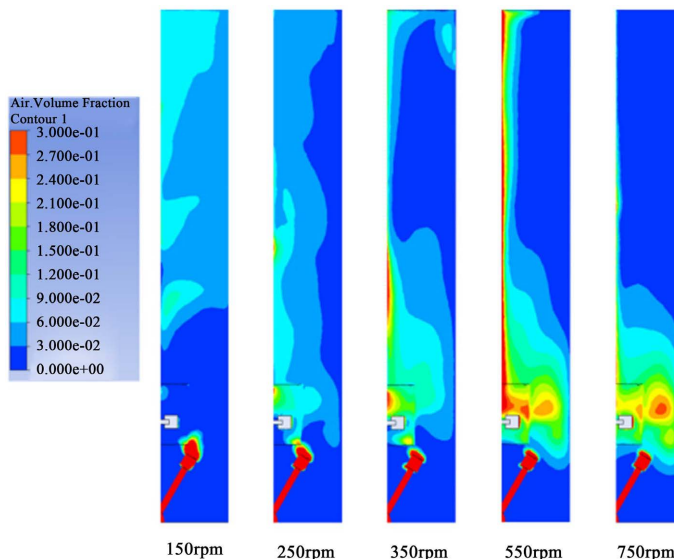 Air.Volume Fraction
Contour 1
3.000e-01
2.700e-01
2.400e-01
2.100e-01
1.800e-01
1.500e-01
1.200e-01
9.000e-02
6.000e-02
3.000e-02
0.000e+00
150rpm 250rpm 350rpm 550rpm 750rpm